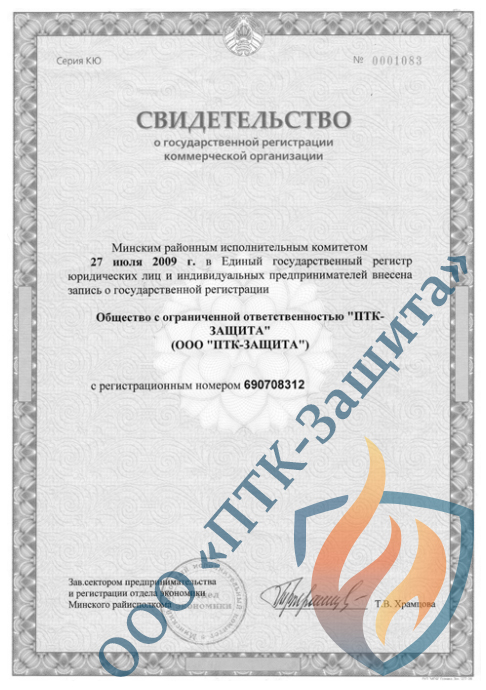 Серия КЮ
№ 0001083
СВИДЕТЕЛЬСТВО
о государственной регистрации
коммерческой организации
Минским районным исполнительным комитетом
27 июля 2009 г. в Единый государственный регистр
юридических лиц и индивидуальных предпринимателей внесена
запись о государственной регистрации
Общество с ограниченной ответственностью "ПТК-
ЗАЩИТА"
(ООО "ПТК-ЗАЩИТА")
с регистрационным номером 690708312
Зав.сектором предпринимательства
и регистрации отдела экономики
Минского райисполкома
Т.В. Храмцова
ООО «ПТК-Защита»